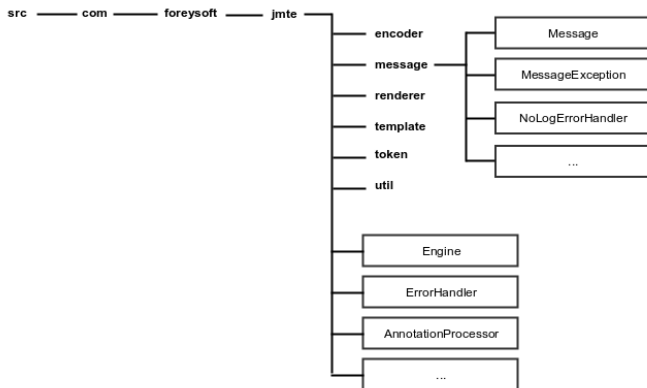 src com foreysoft jmte
encoder
message
renderer
template
token
util
Message
MessageException
NoLogErrorHandler
...
Engine
ErrorHandler
AnnotationProcessor
...